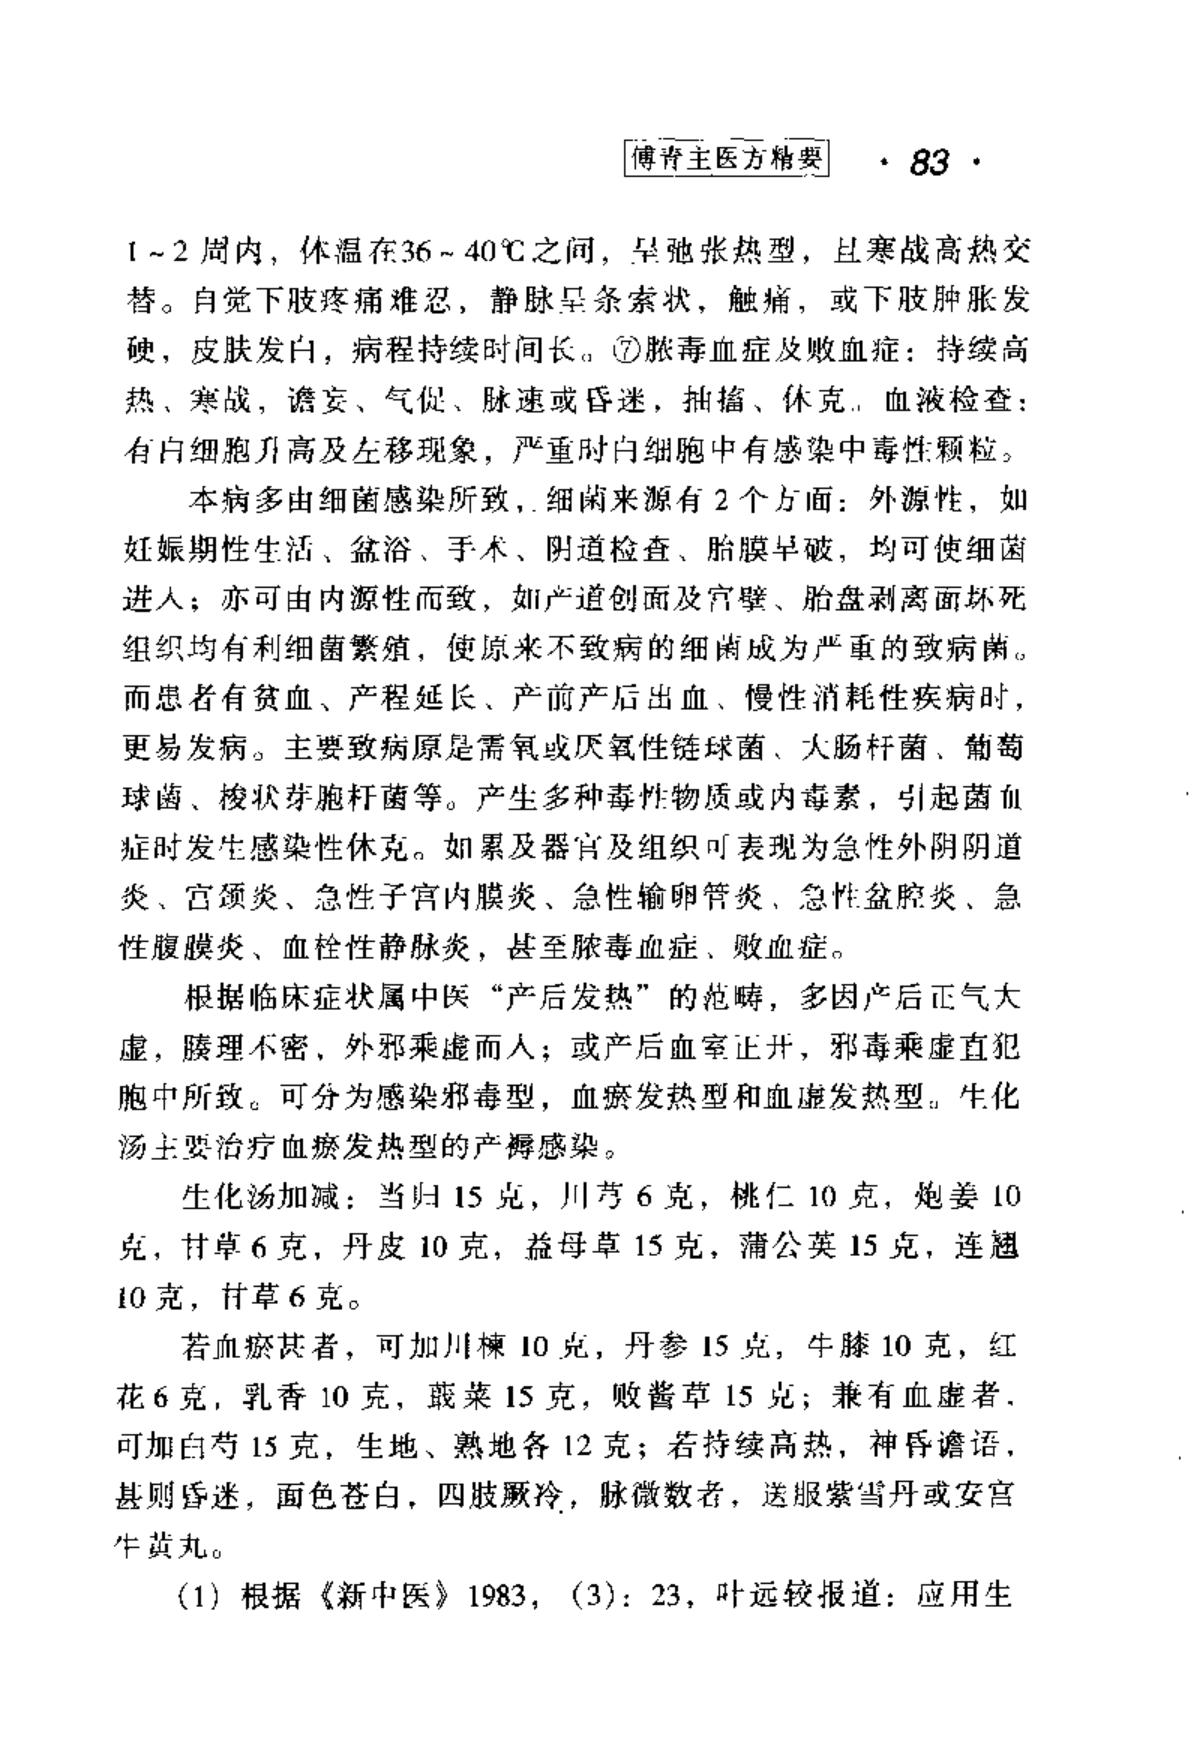 傅青主医方精要 · 83 ·
1~2 周内，体温在36~40℃之间，呈弛张热型，且寒战高热交
替。自觉下肢疼痛难忍，静脉呈条索状，触痛，或下肢肿胀发
硬，皮肤发白，病程持续时间长。⑦脓毒血症及败血症：持续高
热、寒战，谵妄、气促、脉速或昏迷，抽搐、休克。血液检查：
有白细胞升高及左移现象，严重时白细胞中有感染中毒性颗粒。
本病多由细菌感染所致，细菌来源有 2 个方面：外源性，如
妊娠期性生活、盆浴、手术、阴道检查、胎膜早破，均可使细菌
进入；亦可由内源性而致，如产道创面及宫壁、胎盘剥离面坏死
组织均有利细菌繁殖，使原来不致病的细菌成为严重的致病菌。
而患者有贫血、产程延长、产前产后出血、慢性消耗性疾病时，
更易发病。主要致病原是需氧或厌氧性链球菌、大肠杆菌、葡萄
球菌、梭状芽胞杆菌等。产生多种毒性物质或内毒素，引起菌血
症时发生感染性休克。如累及器官及组织可表现为急性外阴阴道
炎、宫颈炎、急性子宫内膜炎、急性输卵管炎、急性盆腔炎、急
性腹膜炎、血栓性静脉炎，甚至脓毒血症、败血症。
根据临床症状属中医“产后发热”的范畴，多因产后正气大
虚，腠理不密，外邪乘虚而入；或产后血室正开，邪毒乘虚直犯
胞中所致。可分为感染邪毒型，血瘀发热型和血虚发热型。生化
汤主要治疗血瘀发热型的产褥感染。
生化汤加减：当归 15 克，川芎 6 克，桃仁 10 克，炮姜 10
克，甘草 6 克，丹皮 10 克，益母草 15 克，蒲公英 15 克，连翘
10 克，甘草 6 克。
若血瘀甚者，可加川楝 10 克，丹参 15 克，牛膝 10 克，红
花 6 克，乳香 10 克，蕺菜 15 克，败酱草 15 克；兼有血虚者，
可加白芍 15 克，生地、熟地各 12 克；若持续高热，神昏谵语，
甚则昏迷，面色苍白，四肢厥冷，脉微数者，送服紫雪丹或安宫
牛黄丸。
(1) 根据《新中医》1983，(3)：23，叶远较报道：应用生